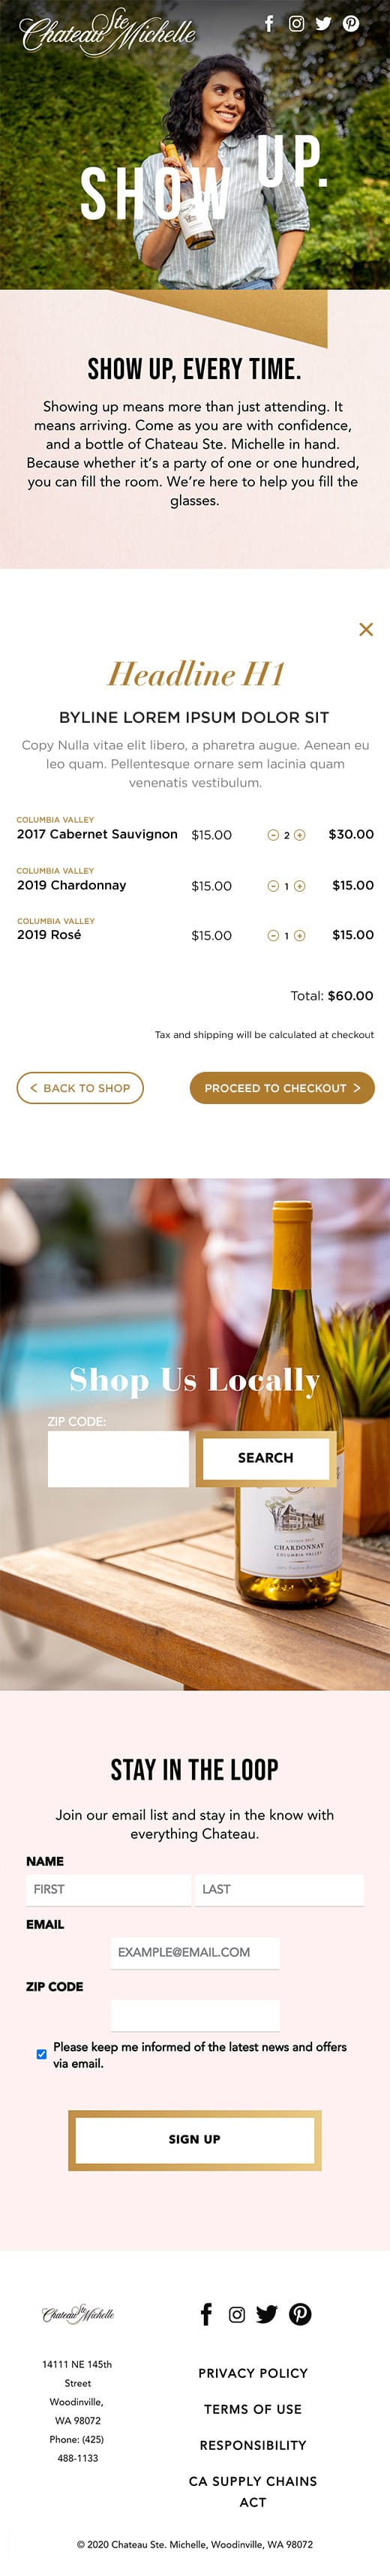 Chateau Ste Michelle
SHOW UP.
SHOW UP, EVERY TIME.
Showing up means more than just attending. It
means arriving. Come as you are with confidence,
and a bottle of Chateau Ste. Michelle in hand.
Because whether it's a party of one or one hundred,
you can fill the room. We're here to help you fill the
glasses.
Headline H1
BYLINE LOREM IPSUM DOLOR SIT
Copy Nulla vitae elit libero, a pharetra augue. Aenean eu
leo quam. Pellentesque ornare sem lacinia quam
venenatis vestibulum.
COLUMBIA VALLEY
2017 Cabernet Sauvignon $15.00 2 $30.00
COLUMBIA VALLEY
2019 Chardonnay $15.00 1 $15.00
COLUMBIA VALLEY
2019 Rosé $15.00 1 $15.00
Total: $60.00
Tax and shipping will be calculated at checkout
< BACK TO SHOP
PROCEED TO CHECKOUT >
Shop Us Locally
ZIP CODE:
SEARCH
CHARDONNAY
COLUMBIA VALLEY
STAY IN THE LOOP
Join our email list and stay in the know with
everything Chateau.
NAME
FIRST LAST
EMAIL
EXAMPLE@EMAIL.COM
ZIP CODE
Please keep me informed of the latest news and offers
via email.
SIGN UP
Chateau Ste Michelle
14111 NE 145th
Street
Woodinville,
WA 98072
Phone: (425)
488-1133
PRIVACY POLICY
TERMS OF USE
RESPONSIBILITY
CA SUPPLY CHAINS
ACT
© 2020 Chateau Ste. Michelle, Woodinville, WA 98072